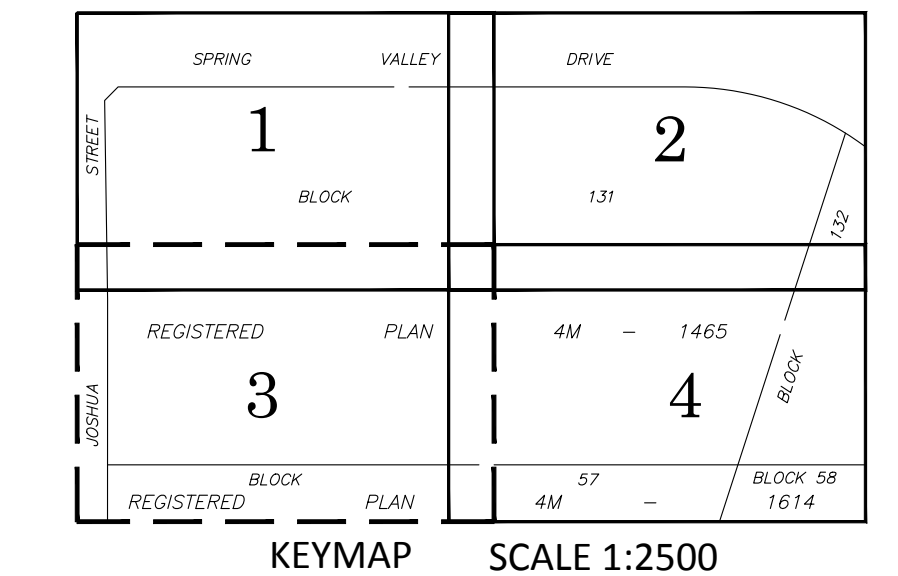 SPRING VALLEY DRIVE
STREET
1
2
BLOCK 131
132
REGISTERED PLAN 4M - 1465
BLOCK
JOSHUA
3
4
BLOCK 57 BLOCK 58
REGISTERED PLAN 4M - 1614
KEYMAP SCALE 1:2500